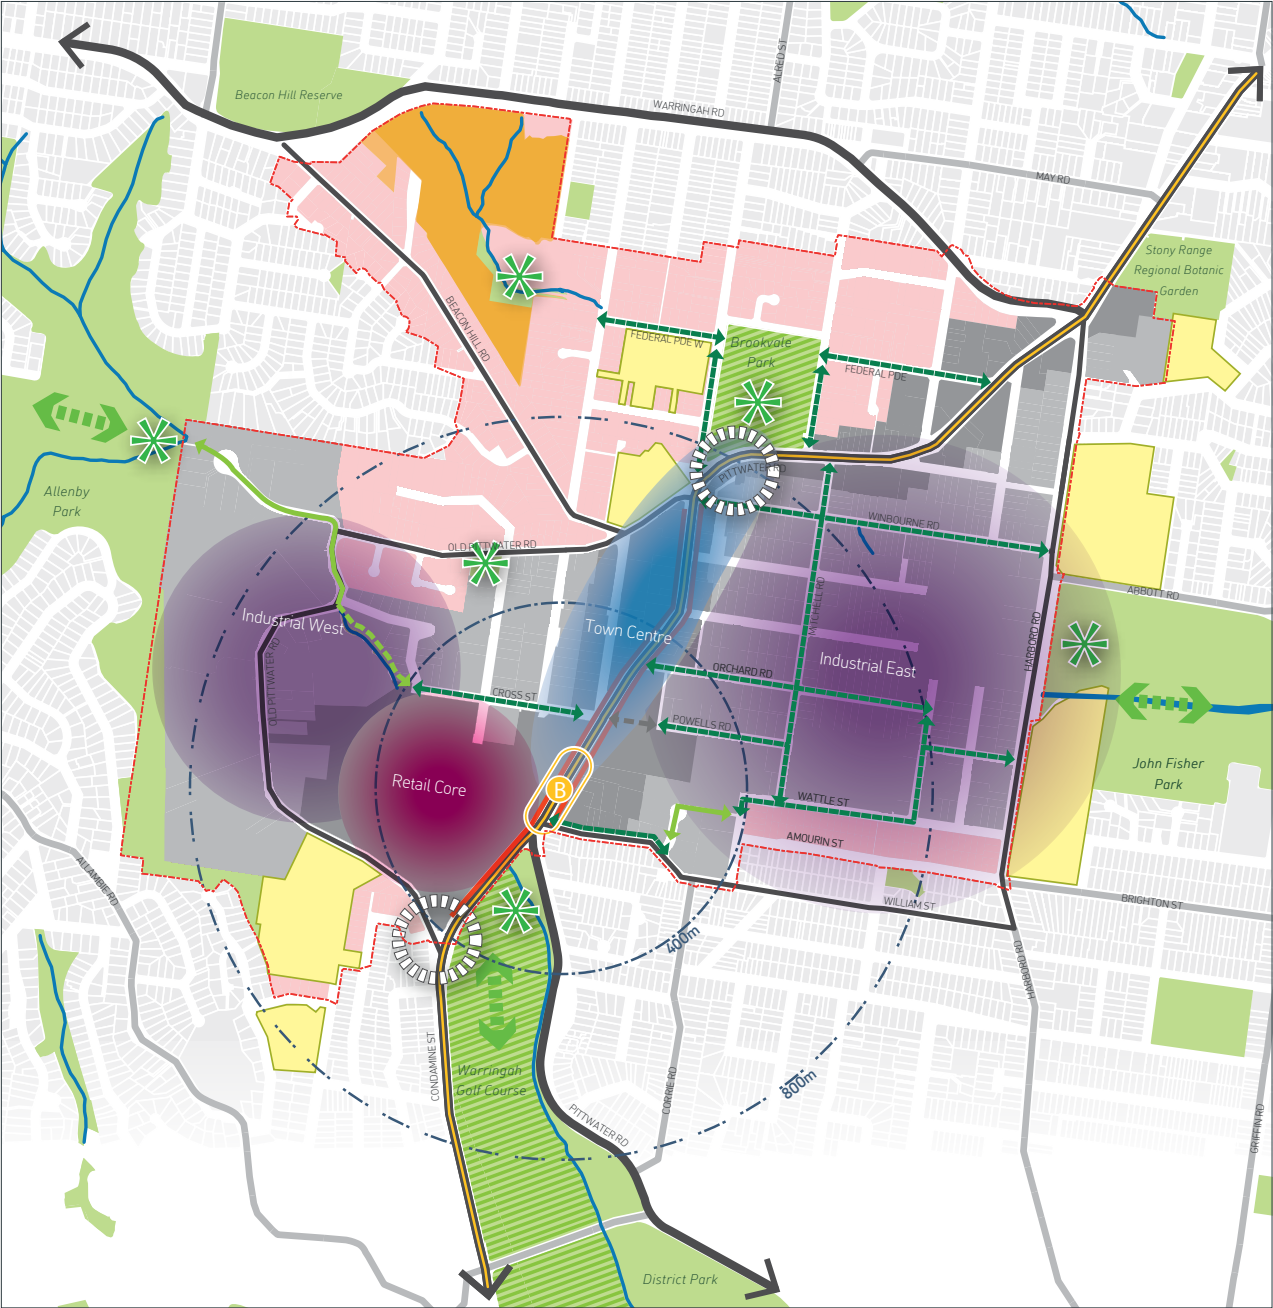 ALRED ST
Beacon Hill Reserve
WARRINGAH RD
MAY RD
Stony Range
Regional Botanic
Garden
BEACON HILL RD
FEDERAL PDE W
Brookvale
Park
FEDERAL PDE
PITTWATER RD
Allenby
Park
WINBOURNE RD
OLD PITTWATER RD
ABBOTT RD
MITCHELL RD
HARBORD RD
Industrial West
Town Centre
Industrial East
ORCHARD RD
OLD PITTWATER RD
CROSS ST
POWELLS RD
John Fisher
Park
Retail Core
B
WATTLE ST
AMOURIN ST
ALLAMBIE RD
WILLIAM ST
BRIGHTON ST
400m
HARBORD RD
CONDAMINE ST
Warringah
Golf Course
CORRIE RD
800m
PITTWATER RD
GRIFFIN RD
District Park